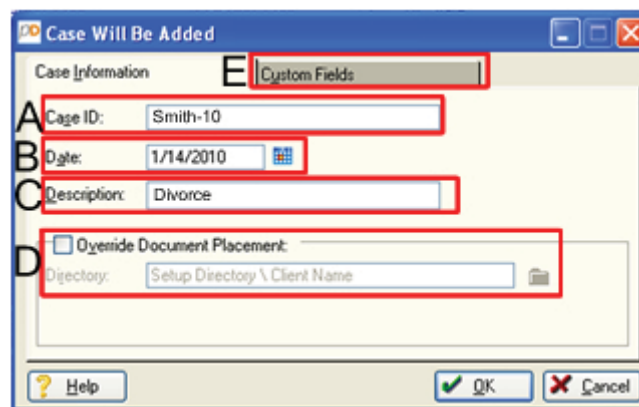 Case Will Be Added
Case Information E Custom Fields
A Case ID: Smith-10
B Date: 1/14/2010
C Description: Divorce
D Override Document Placement:
Directory: Setup Directory \ Client Name
? Help OK Cancel